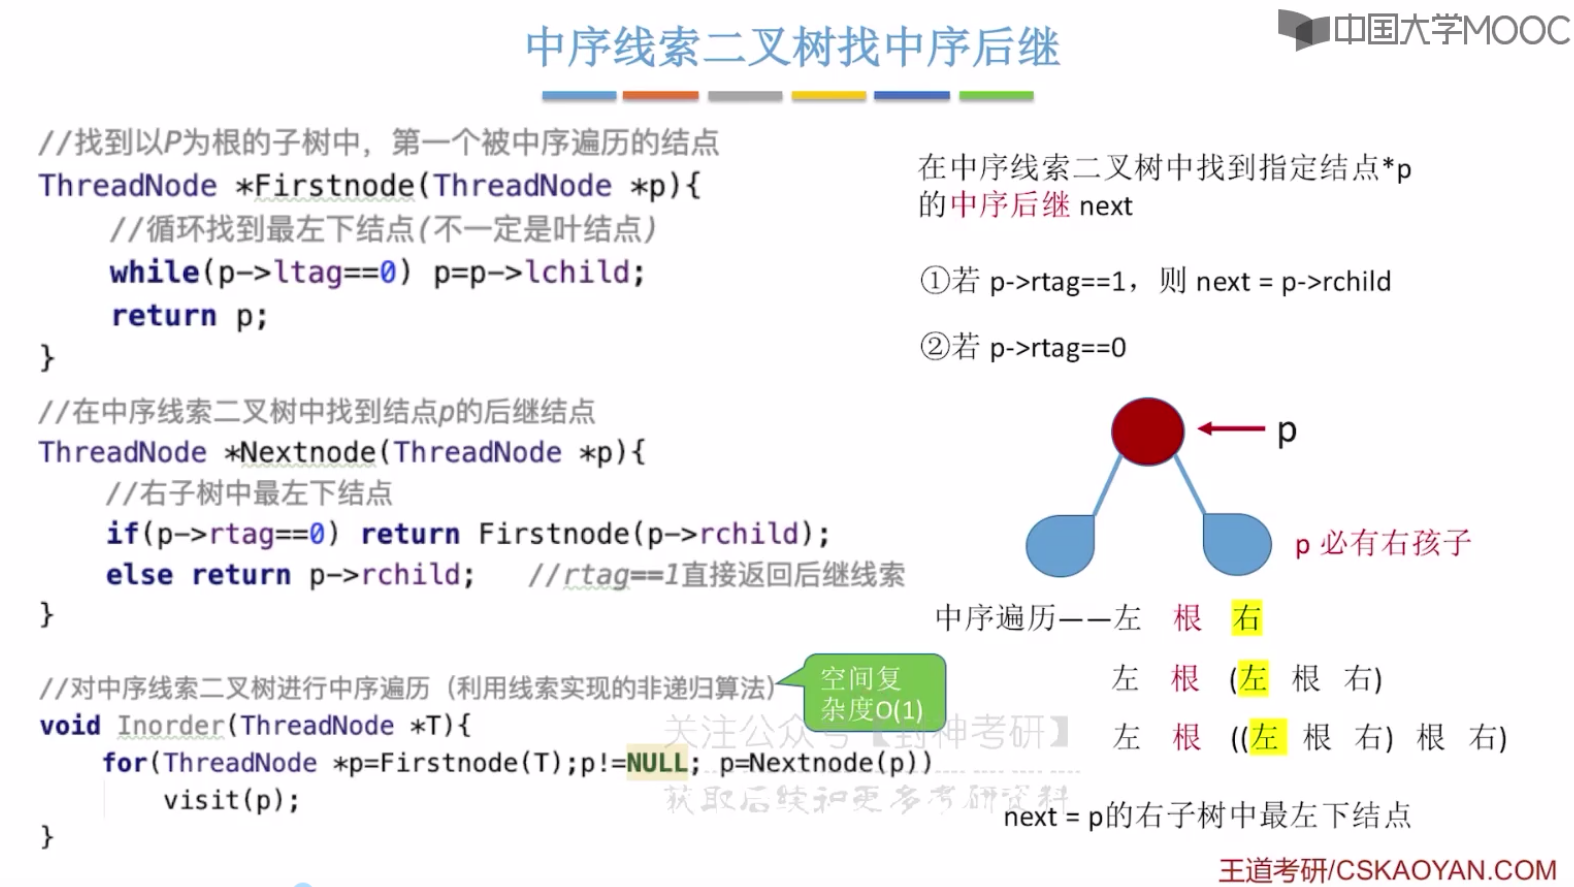 中序线索二叉树找中序后继
中国大学MOOC
//找到以P为根的子树中，第一个被中序遍历的结点
ThreadNode *Firstnode(ThreadNode *p){
//循环找到最左下结点(不一定是叶结点)
while(p->ltag==0) p=p->lchild;
return p;
}
//在中序线索二叉树中找到结点p的后继结点
ThreadNode *Nextnode(ThreadNode *p){
//右子树中最左下结点
if(p->rtag==0) return Firstnode(p->rchild);
else return p->rchild; //rtag==1直接返回后继线索
}
//对中序线索二叉树进行中序遍历（利用线索实现的非递归算法）
void Inorder(ThreadNode *T){
for(ThreadNode *p=Firstnode(T);p!=NULL; p=Nextnode(p))
visit(p);
}
空间复
杂度O(1)
关注公众号【封神考研】
获取后续和更多考研资料
在中序线索二叉树中找到指定结点*p
的中序后继 next
①若 p->rtag==1，则 next = p->rchild
②若 p->rtag==0
p
p 必有右孩子
中序遍历——左 根 右
左 根 (左 根 右)
左 根 ((左 根 右) 根 右)
next = p的右子树中最左下结点
王道考研/CSKAOYAN.COM